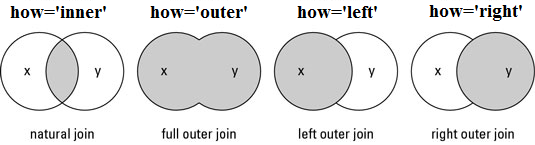 how='inner' how='outer' how='left' how='right'
x y x y x y x y
natural join full outer join left outer join right outer join